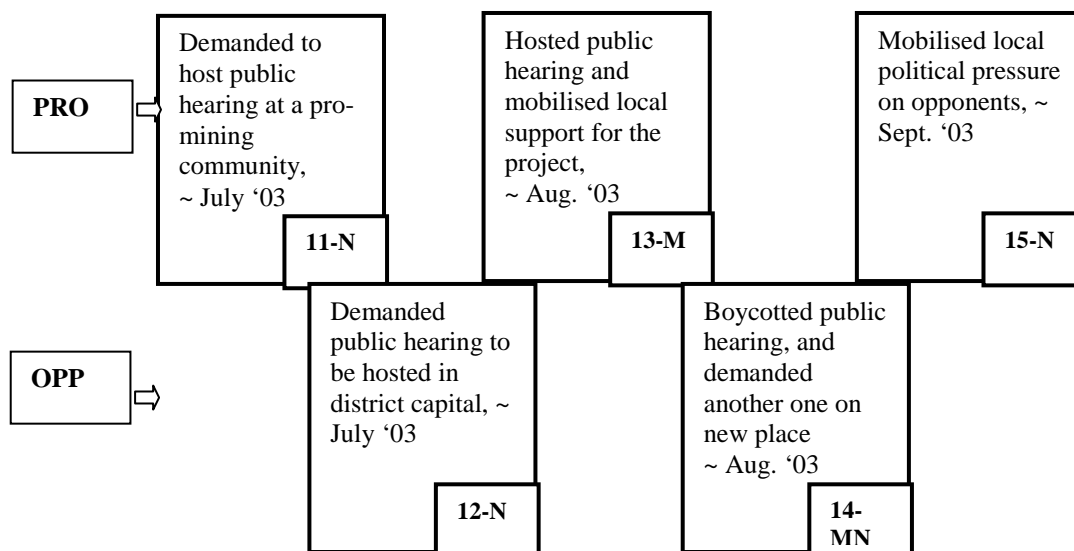 PRO
Demanded to
host public
hearing at a pro-
mining
community,
~ July ‘03
11-N
Hosted public
hearing and
mobilised local
support for the
project,
~ Aug. ‘03
13-M
Mobilised local
political pressure
on opponents, ~
Sept. ‘03
15-N
OPP
Demanded
public hearing to
be hosted in
district capital, ~
July ‘03
12-N
Boycotted public
hearing, and
demanded
another one on
new place
~ Aug. ‘03
14-
MN